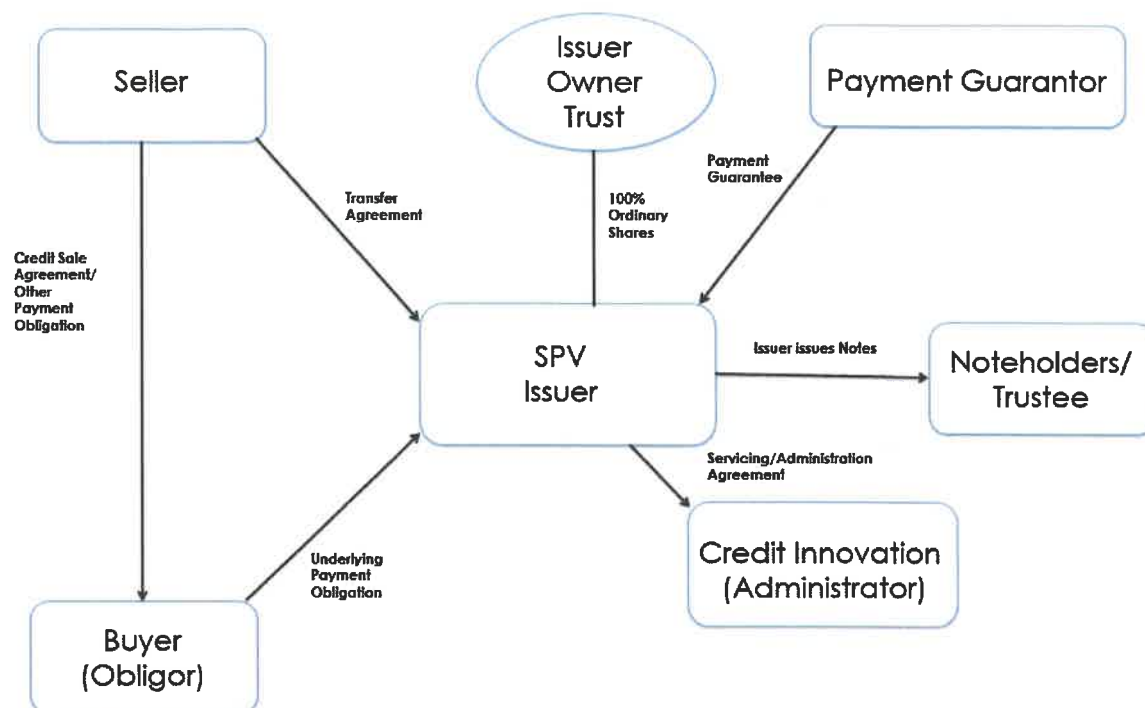 Seller
Issuer
Owner
Trust
Payment Guarantor
Transfer
Agreement
100%
Ordinary
Shares
Payment
Guarantee
Credit Sale
Agreement/
Other
Payment
Obligation
SPV
Issuer
Issuer issues Notes
Noteholders/
Trustee
Servicing/Administration
Agreement
Underlying
Payment
Obligation
Credit Innovation
(Administrator)
Buyer
(Obligor)